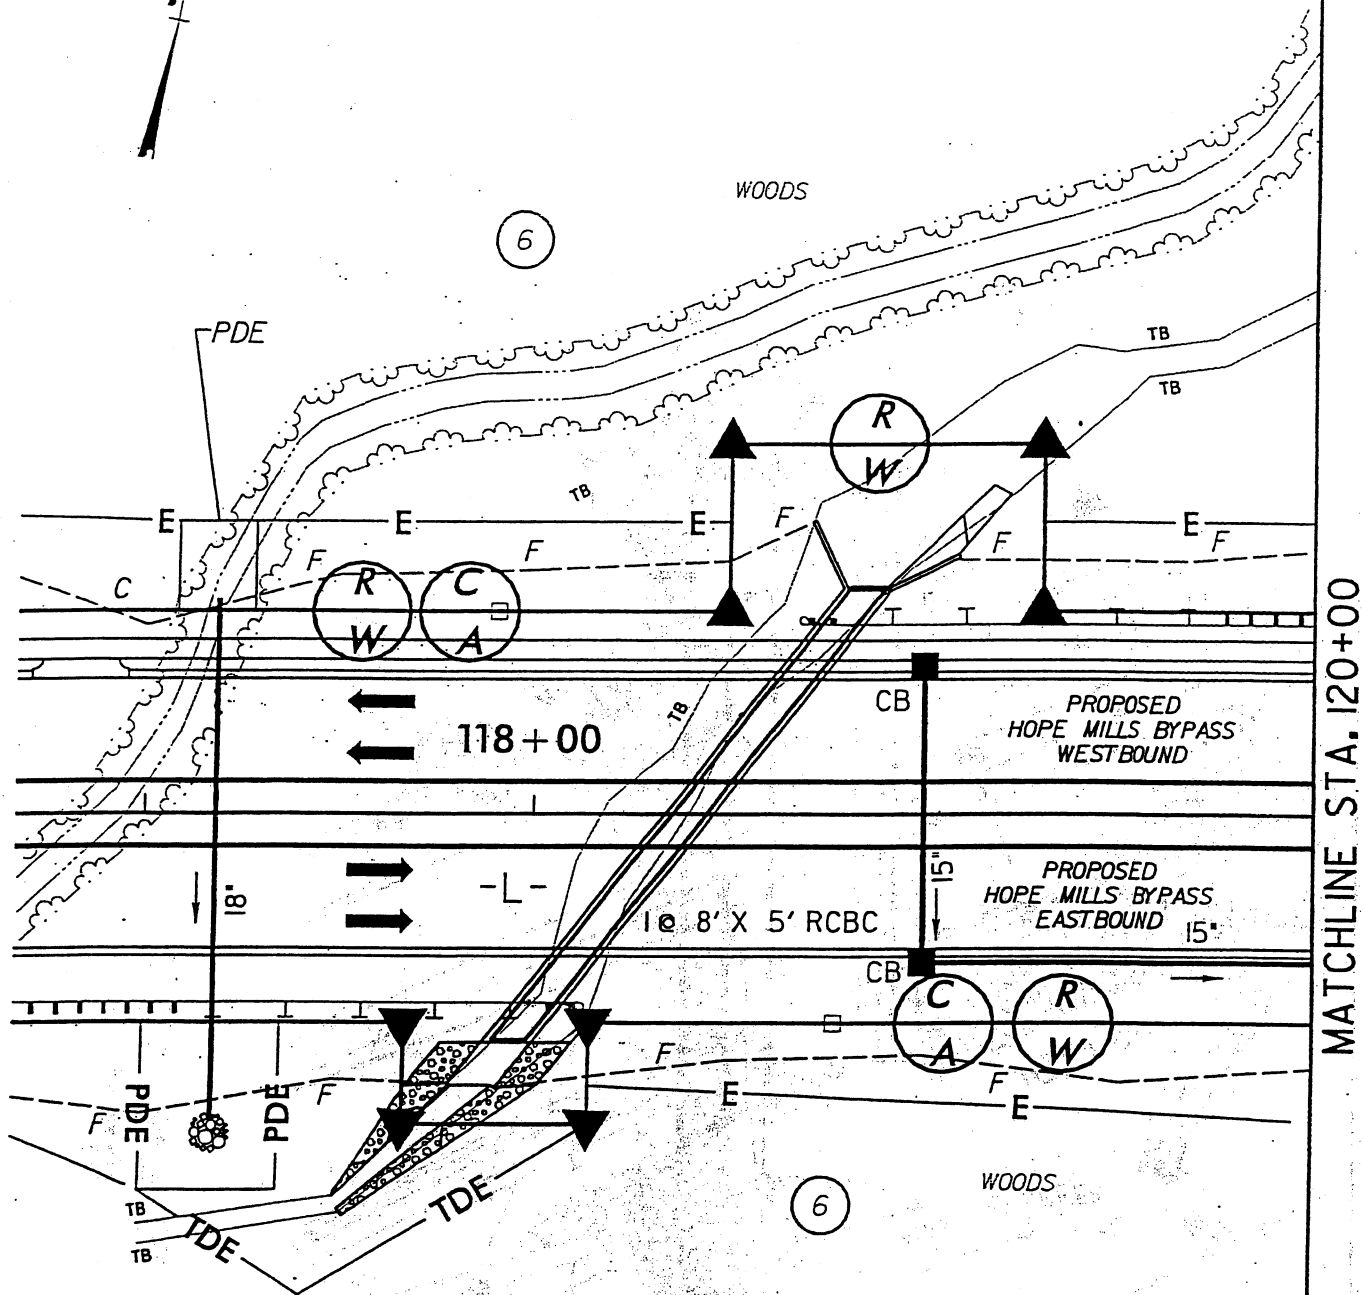 WOODS
6
PDE
TB
TB
R
W
TB
E
E
E
F
E
F
F
F
F
C
R
W
C
A
CB
TB
118+00
PROPOSED
HOPE MILLS BYPASS
WESTBOUND
MATCHLINE STA. 120+00
18"
-L-
1@ 8' X 5' RCBC
15"
PROPOSED
HOPE MILLS BYPASS
EASTBOUND
15"
CB
C
A
R
W
F
F
F
F
PDE
PDE
E
E
WOODS
6
TB
TB
TDE
TDE